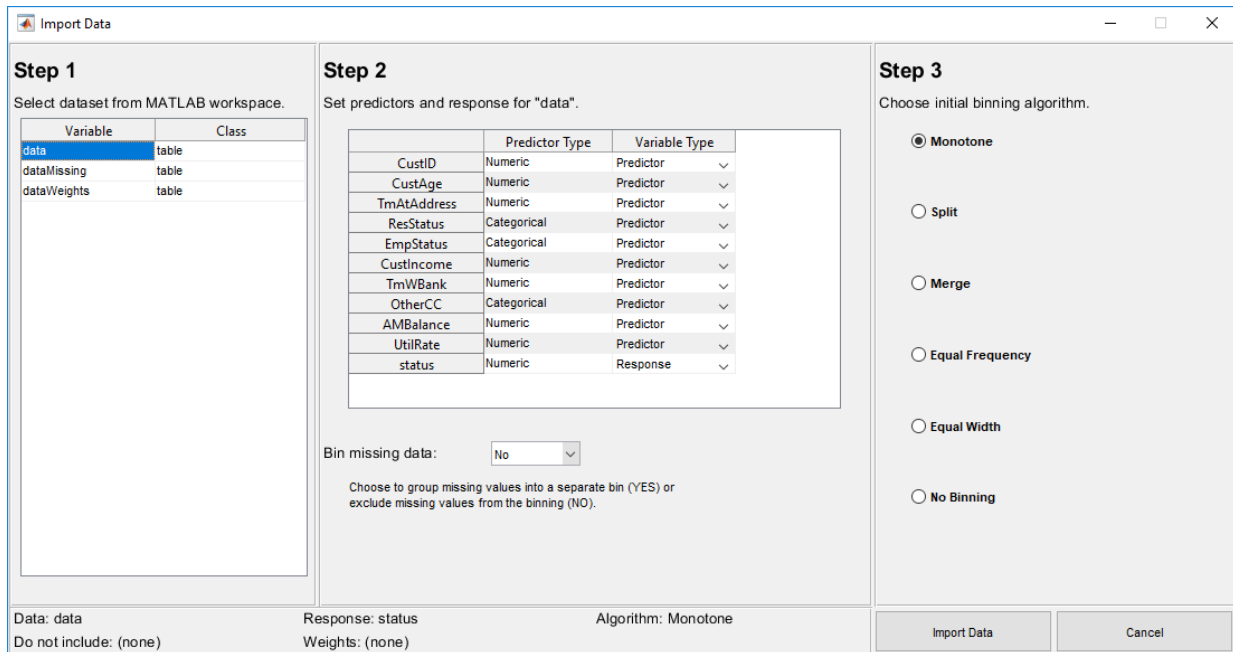 Import Data
Step 1
Select dataset from MATLAB workspace.
Variable Class
data table
dataMissing table
dataWeights table
Step 2
Set predictors and response for "data".
Predictor Type Variable Type
CustID Numeric Predictor
CustAge Numeric Predictor
TmAtAddress Numeric Predictor
ResStatus Categorical Predictor
EmpStatus Categorical Predictor
CustIncome Numeric Predictor
TmWBank Numeric Predictor
OtherCC Categorical Predictor
AMBalance Numeric Predictor
UtilRate Numeric Predictor
status Numeric Response
Bin missing data: No
Choose to group missing values into a separate bin (YES) or
exclude missing values from the binning (NO).
Step 3
Choose initial binning algorithm.
Monotone
Split
Merge
Equal Frequency
Equal Width
No Binning
Data: data Response: status Algorithm: Monotone
Do not include: (none) Weights: (none)
Import Data Cancel